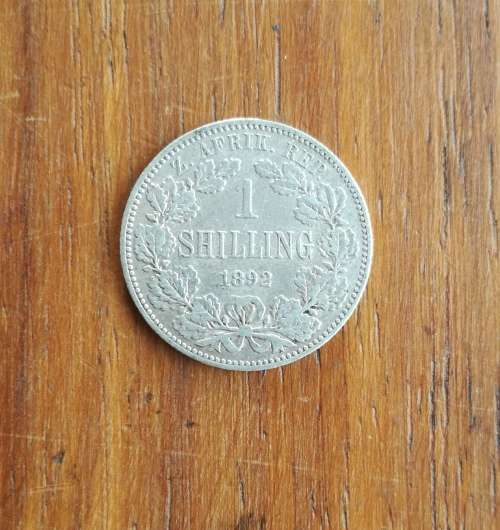 Z. AFRIK. REP.
1
SHILLING
1892